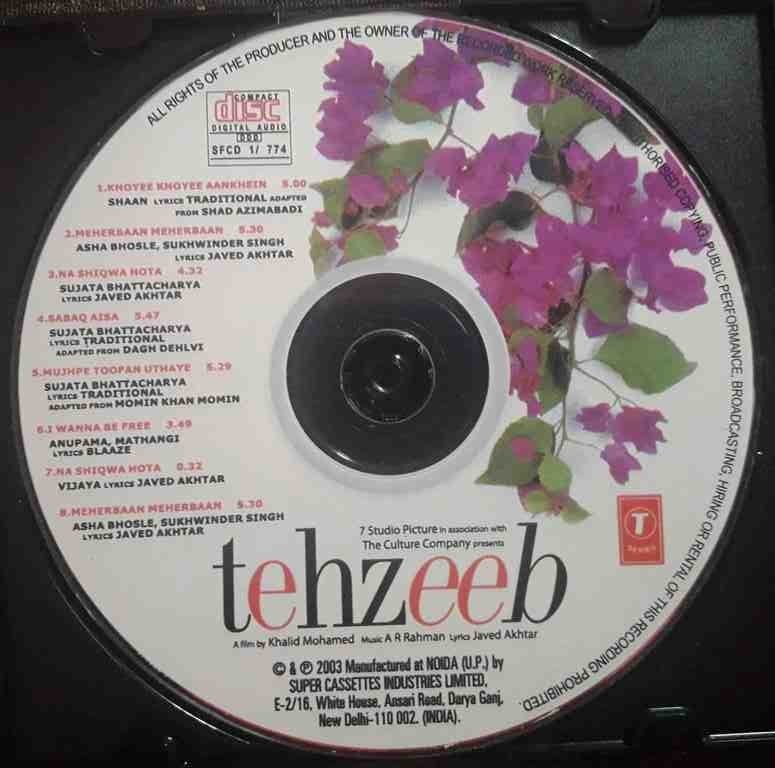 ALL RIGHTS OF THE PRODUCER AND THE OWNER OF THE RECORDED WORK RESERVED. UNAUTHORISED COPYING, PUBLIC PERFORMANCE, BROADCASTING, HIRING OR RENTAL OF THIS RECORDING PROHIBITED.
COMPACT
disc
DIGITAL AUDIO
DDD
SFCD 1/ 774
1.KHOYEE KHOYEE AANKHEIN 5.00
SHAAN LYRICS TRADITIONAL ADAPTED
FROM SHAD AZIMABADI
2.MEHERBAAN MEHERBAAN 5.30
ASHA BHOSLE, SUKHWINDER SINGH
LYRICS JAVED AKHTAR
3.NA SHIQWA HOTA 4.32
SUJATA BHATTACHARYA
LYRICS JAVED AKHTAR
4.SABAQ AISA 5.47
SUJATA BHATTACHARYA
LYRICS TRADITIONAL
ADAPTED FROM DAGH DEHLVI
5.MUJHPE TOOPAN UTHAYE 5.29
SUJATA BHATTACHARYA
LYRICS TRADITIONAL
ADAPTED FROM MOMIN KHAN MOMIN
6.I WANNA BE FREE 3.49
ANUPAMA, MATHANGI
LYRICS BLAAZE
7.NA SHIQWA HOTA 0.32
VIJAYA LYRICS JAVED AKHTAR
8.MEHERBAAN MEHERBAAN 5.30
ASHA BHOSLE, SUKHWINDER SINGH
LYRICS JAVED AKHTAR
T
7 Studio Picture in association with
The Culture Company presents
tehzeeb
A film by Khalid Mohamed Music A R Rahman Lyrics Javed Akhtar
© & ℗ 2003 Manufactured at NOIDA (U.P.) by
SUPER CASSETTES INDUSTRIES LIMITED,
E-2/16, White House, Ansari Road, Darya Ganj,
New Delhi-110 002. (INDIA).